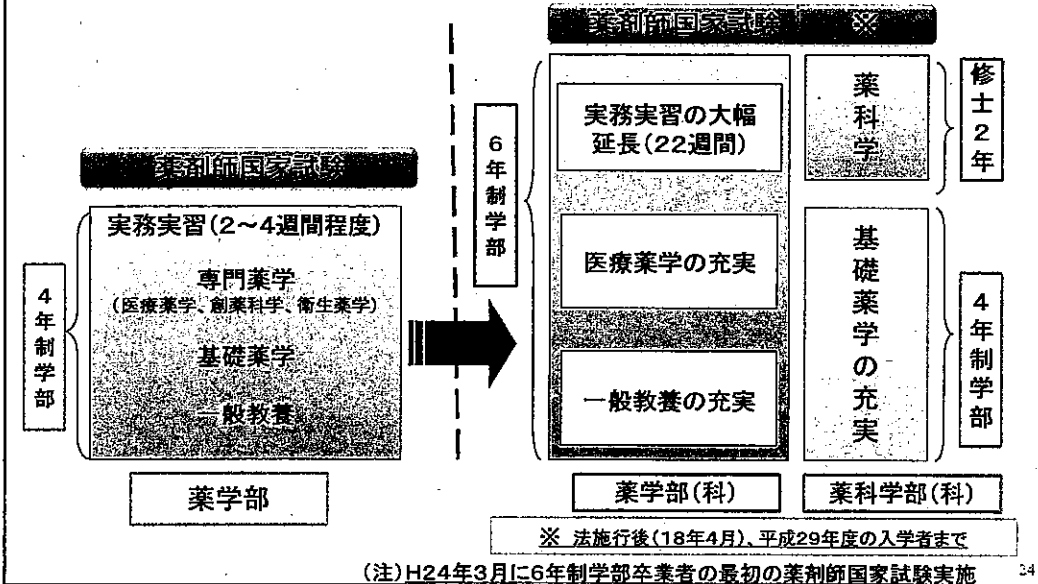 薬剤師国家試験
4年制学部
実務実習(2~4週間程度)
専門薬学
(医療薬学、創薬科学、衛生薬学)
基礎薬学
一般教養
薬学部
薬剤師国家試験 ※
6年制学部
実務実習の大幅
延長(22週間)
医療薬学の充実
一般教養の充実
薬学部(科)
薬科学
修士2年
基礎薬学の充実
4年制学部
薬科学部(科)
※ 法施行後(18年4月)、平成29年度の入学者まで
(注)H24年3月に6年制学部卒業者の最初の薬剤師国家試験実施
24